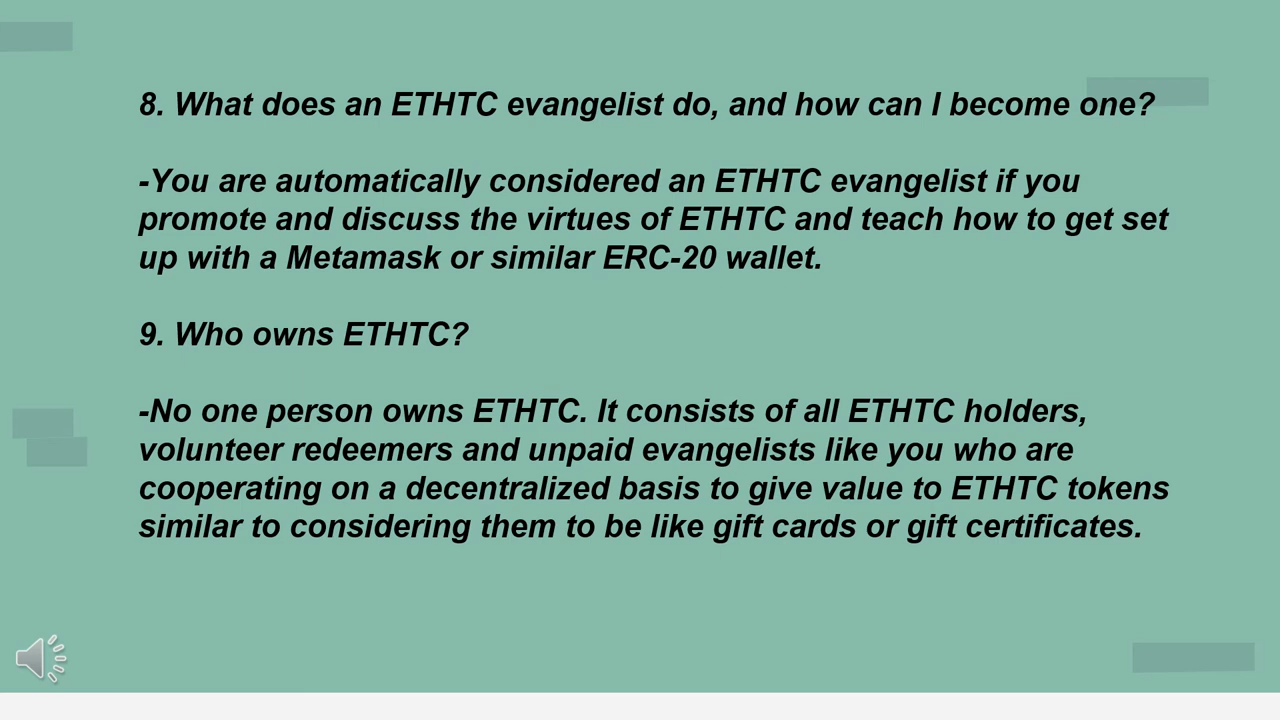 8. What does an ETHTC evangelist do, and how can I become one?
-You are automatically considered an ETHTC evangelist if you
promote and discuss the virtues of ETHTC and teach how to get set
up with a Metamask or similar ERC-20 wallet.
9. Who owns ETHTC?
-No one person owns ETHTC. It consists of all ETHTC holders,
volunteer redeemers and unpaid evangelists like you who are
cooperating on a decentralized basis to give value to ETHTC tokens
similar to considering them to be like gift cards or gift certificates.